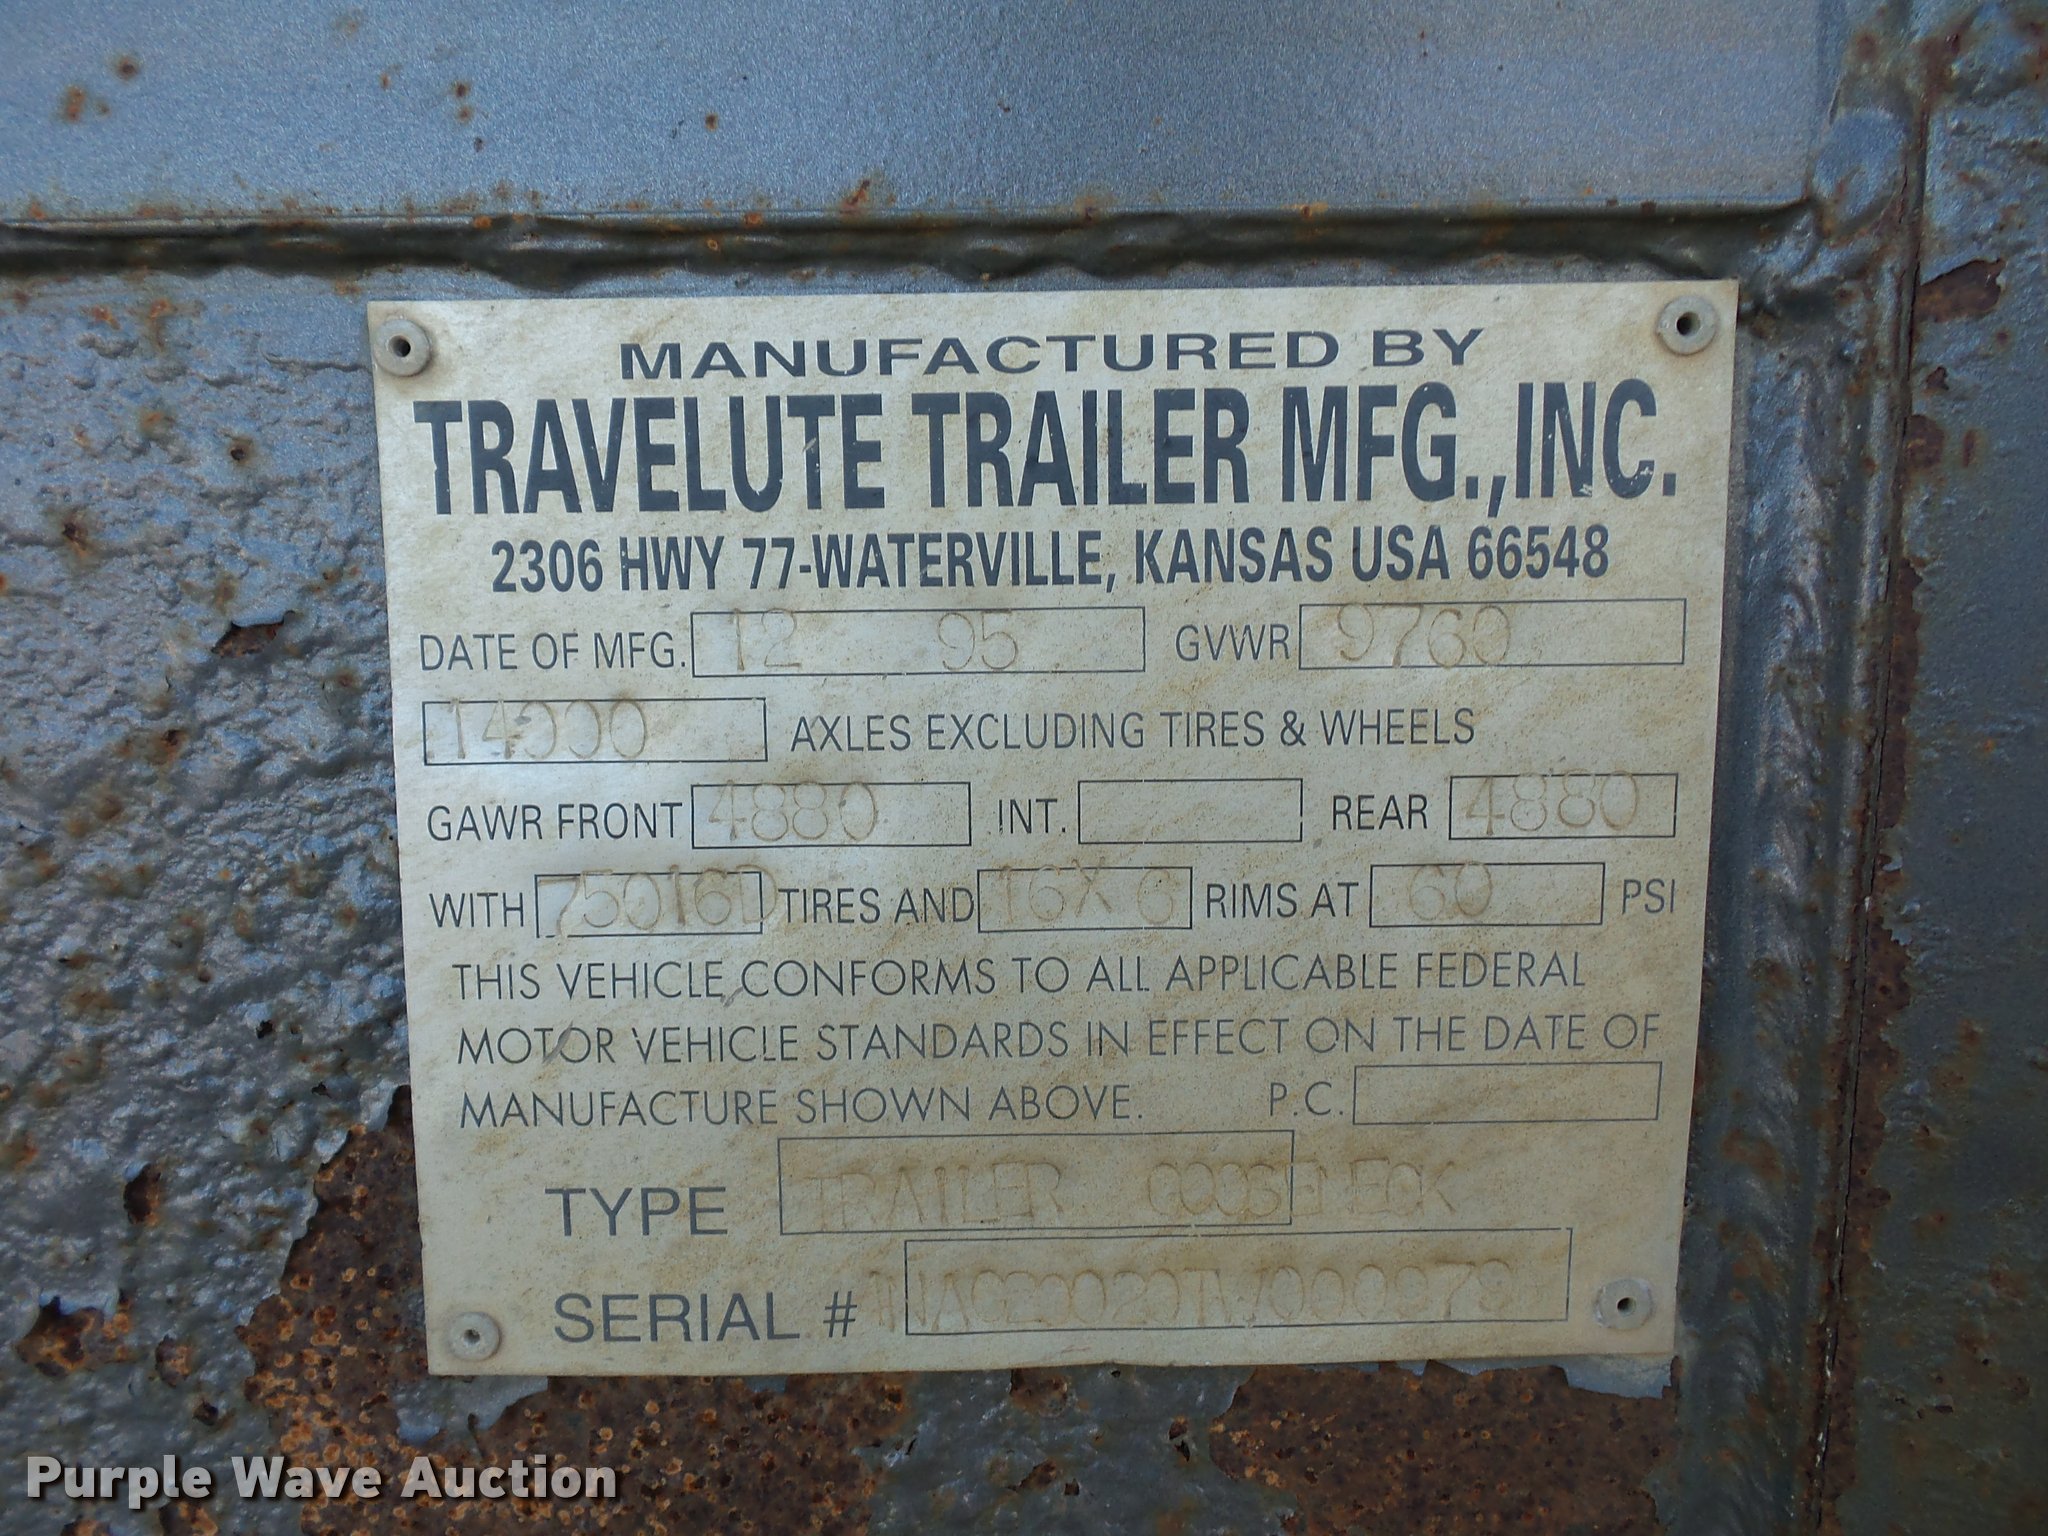 MANUFACTURED BY
TRAVELUTE TRAILER MFG., INC.
2306 HWY 77-WATERVILLE, KANSAS USA 66548
DATE OF MFG. 12 95 GVWR 9760
14000 AXLES EXCLUDING TIRES & WHEELS
GAWR FRONT 4880 INT. REAR 4880
WITH 75016D TIRES AND 16X 6 RIMS AT 60 PSI
THIS VEHICLE CONFORMS TO ALL APPLICABLE FEDERAL
MOTOR VEHICLE STANDARDS IN EFFECT ON THE DATE OF
MANUFACTURE SHOWN ABOVE. P.C.
TYPE TRAILER
SERIAL #
Purple Wave Auction